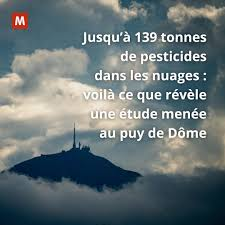 M
Jusqu'à 139 tonnes
de pesticides
dans les nuages :
voilà ce que révèle
une étude menée
au puy de Dôme